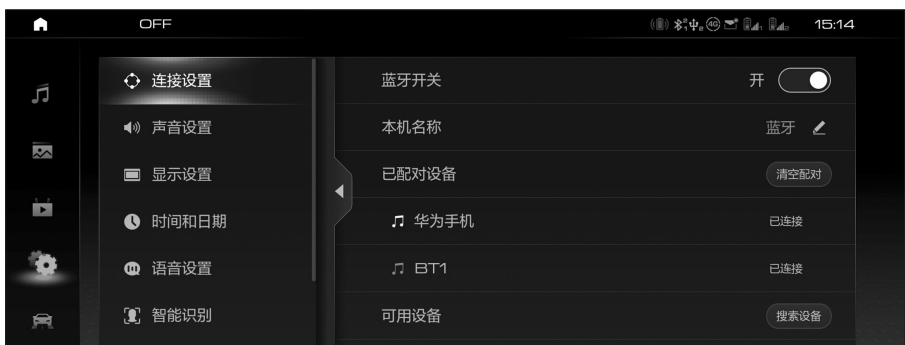 OFF
4G
15:14
连接设置
声音设置
显示设置
时间和日期
语音设置
智能识别
蓝牙开关
开
本机名称
蓝牙
已配对设备
清空配对
华为手机
已连接
BT1
已连接
可用设备
搜索设备